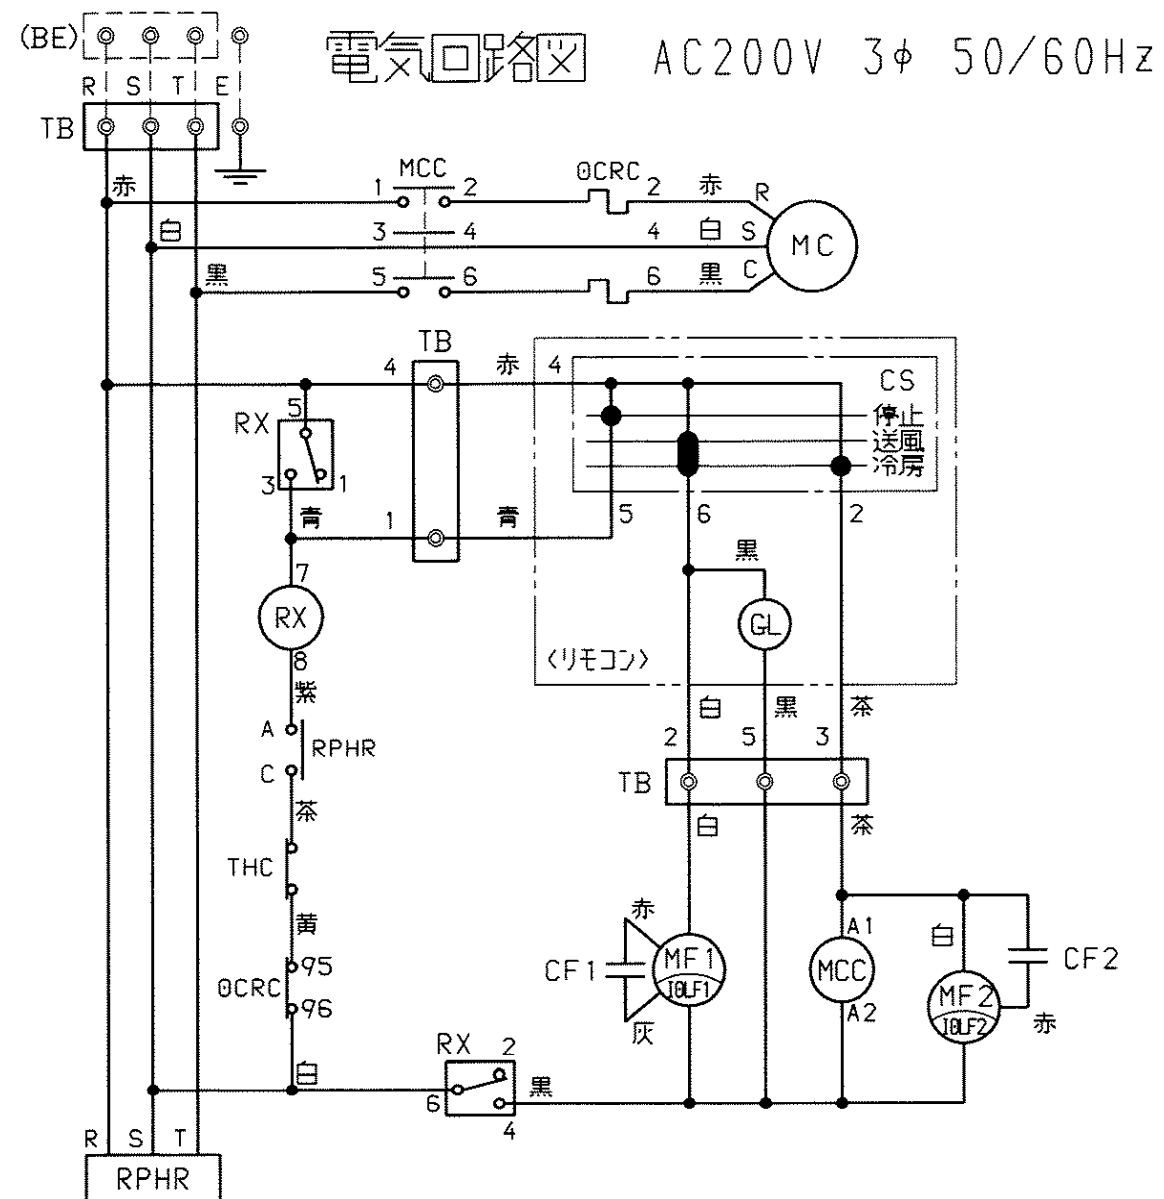 (BE)
電気回路図 AC200V 3φ 50/60Hz
R S T E
TB
赤
MCC
1 2
OCRC
2 赤 R
白
3 4
4 白 S
MC
黒
5 6
6 黒 C
TB
4 赤 4
CS
停止
送風
冷房
RX
5
3 1
青
1 青
5 6 2
黒
7
RX
8
GL
〈リモコン〉
紫
A
RPHR
C
白 黒 茶
2 5 3
TB
茶
白 茶
THC
黄
95
OCRC
96
白
赤
CF1
MF1
IOLF1
灰
A1
MCC
A2
白
CF2
MF2
IOLF2
赤
RX 2
6 4
黒
R S T
RPHR